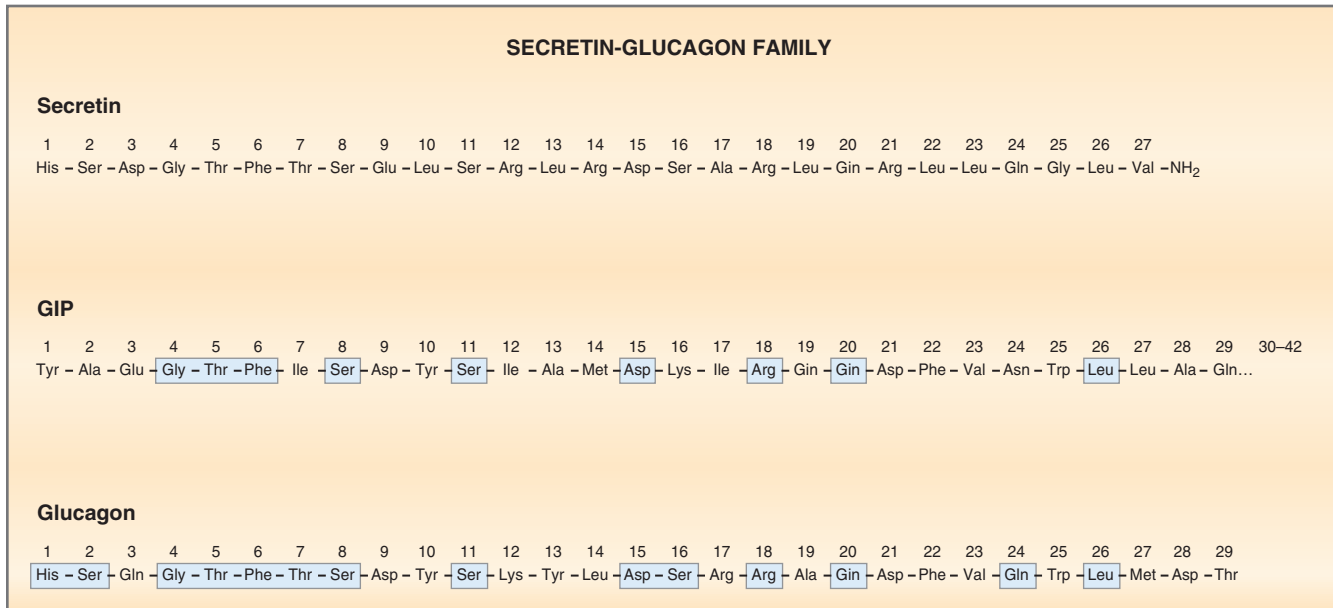 SECRETIN-GLUCAGON FAMILY
Secretin
1 2 3 4 5 6 7 8 9 10 11 12 13 14 15 16 17 18 19 20 21 22 23 24 25 26 27
His – Ser – Asp – Gly – Thr – Phe – Thr – Ser – Glu – Leu – Ser – Arg – Leu – Arg – Asp – Ser – Ala – Arg – Leu – Gin – Arg – Leu – Leu – Gln – Gly – Leu – Val – NH₂
GIP
1 2 3 4 5 6 7 8 9 10 11 12 13 14 15 16 17 18 19 20 21 22 23 24 25 26 27 28 29 30–42
Tyr – Ala – Glu – Gly – Thr – Phe – Ile – Ser – Asp – Tyr – Ser – Ile – Ala – Met – Asp – Lys – Ile – Arg – Gin – Gin – Asp – Phe – Val – Asn – Trp – Leu – Leu – Ala – Gln...
Glucagon
1 2 3 4 5 6 7 8 9 10 11 12 13 14 15 16 17 18 19 20 21 22 23 24 25 26 27 28 29
His – Ser – Gln – Gly – Thr – Phe – Thr – Ser – Asp – Tyr – Ser – Lys – Tyr – Leu – Asp – Ser – Arg – Arg – Ala – Gin – Asp – Phe – Val – Gln – Trp – Leu – Met – Asp – Thr